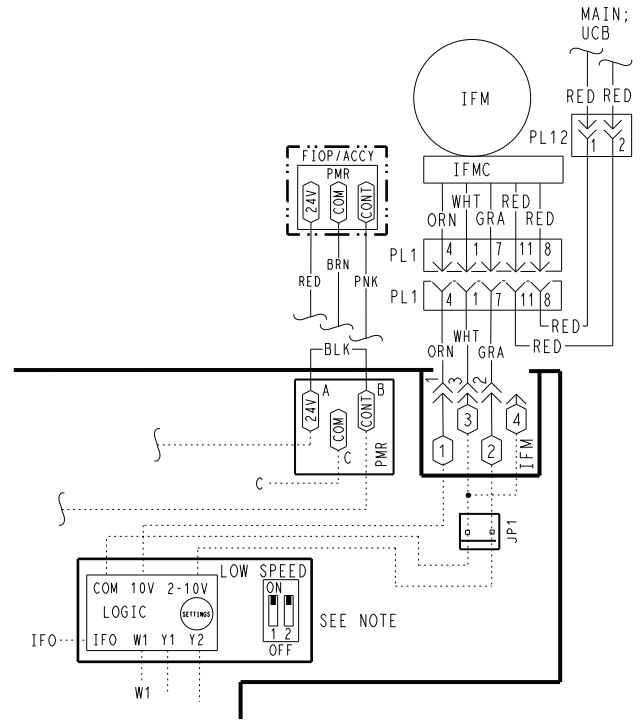 MAIN;
UCB
IFM
RED RED
PL12
1 2
FIOP/ACCY
PMR
24V COM CONT
IFMC
ORN WHT GRA RED RED
PL1 4 1 7 11 8
RED BRN PNK
PL1 4 1 7 11 8
RED
RED
ORN WHT GRA
BLK
1 3 2
A B
24V COM CONT
C
PMR
3 4
1 2
IFM
C
JP1
LOW SPEED
COM 10V 2-10V
ON
LOGIC
SETTINGS
1 2
OFF
SEE NOTE
IFO IFO W1 Y1 Y2
W1